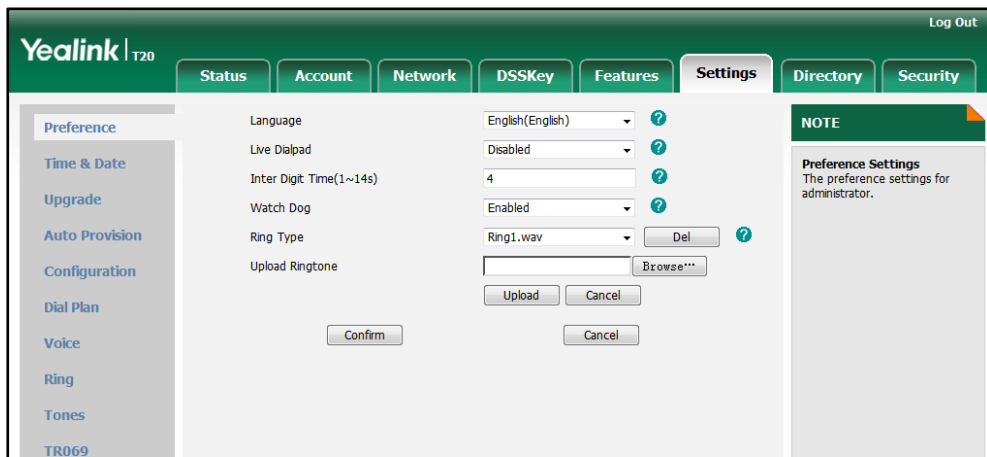 Log Out
Yealink | T20
Status Account Network DSSKey Features Settings Directory Security
Preference
Time & Date
Upgrade
Auto Provision
Configuration
Dial Plan
Voice
Ring
Tones
TR069
Language English(English) ?
Live Dialpad Disabled ?
Inter Digit Time(1~14s) 4 ?
Watch Dog Enabled ?
Ring Type Ring1.wav Del ?
Upload Ringtone Browse...
Upload Cancel
Confirm Cancel
NOTE
Preference Settings
The preference settings for
administrator.